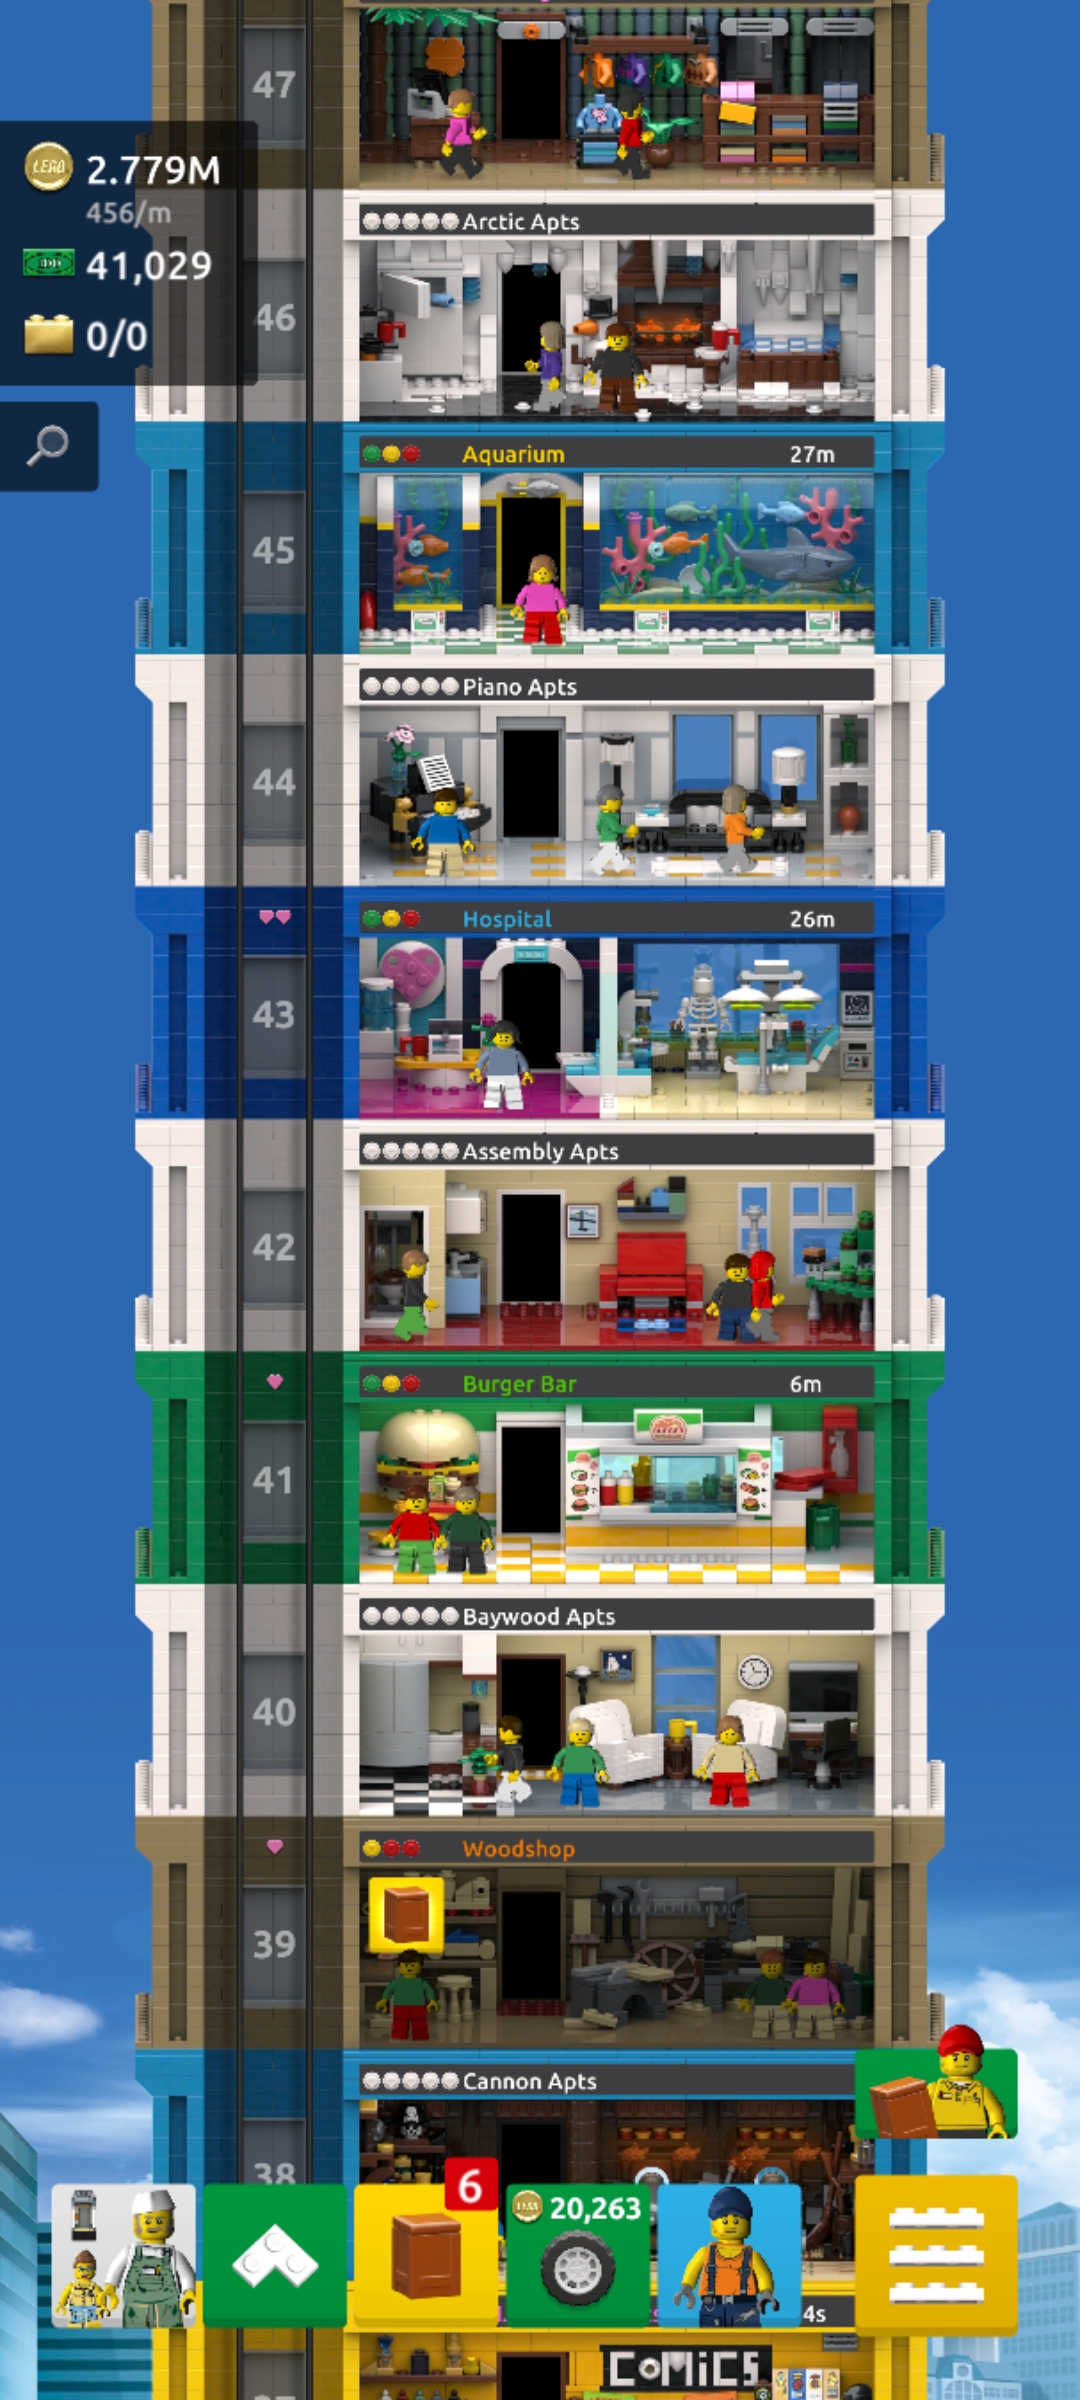 47
LEGO
2.779M
456/m
41,029
0/0
Arctic Apts
46
Aquarium
27m
45
Piano Apts
44
Hospital
26m
43
Assembly Apts
42
Burger Bar
6m
41
Baywood Apts
40
Woodshop
39
Cannon Apts
38
6
20,263
4s
COMiCS